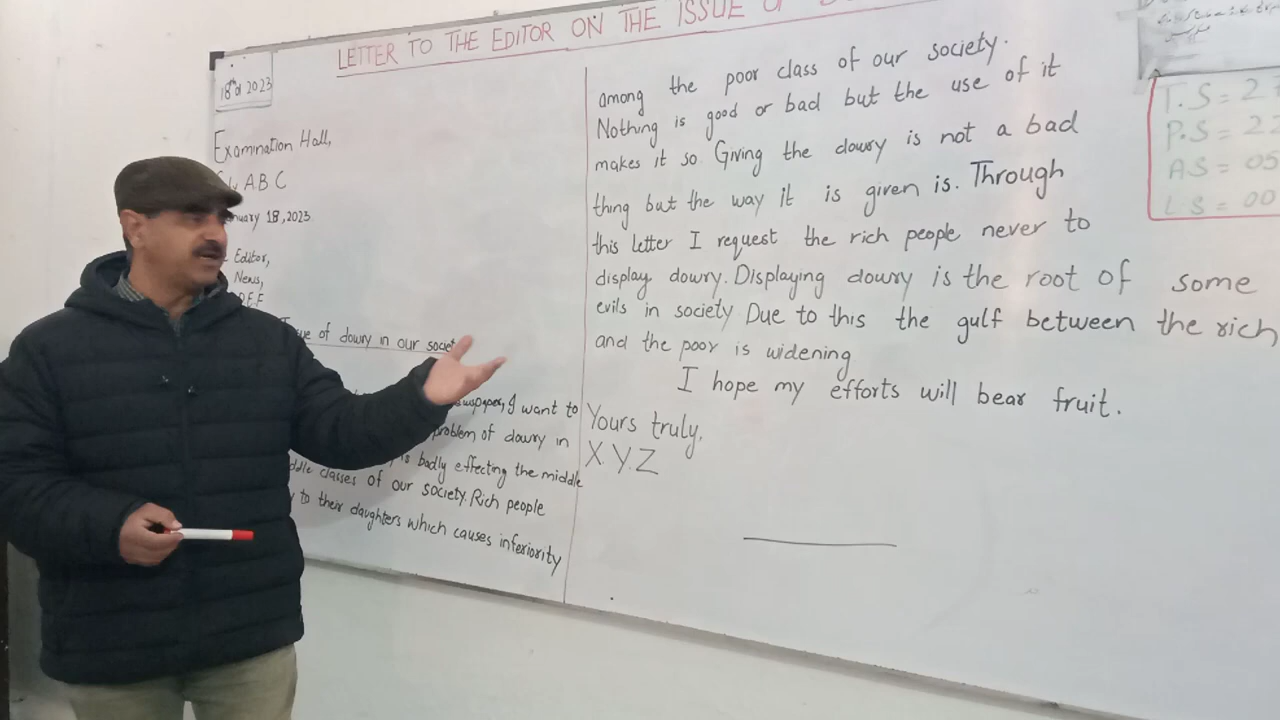 LETTER TO THE EDITOR ON THE ISSUE OF
18th 2023
Examination Hall,
A B C
18, 2023
Editor,
News,
D.E.F
of dowry in our
I want to
problem of dowry in
is badly effecting the middle
classes of our society. Rich people
to their daughters which causes inferiority
among the poor class of our society.
Nothing is good or bad but the use of it
makes it so. Giving the dowry is not a bad
thing but the way it is given is. Through
this letter I request the rich people never to
display dowry. Displaying dowry is the root of some
evils in society Due to this the gulf between the rich
and the poor is widening
I hope my efforts will bear fruit.
Yours truly,
X.Y.Z
T.S =
P.S =
A S = 05
L S = 00